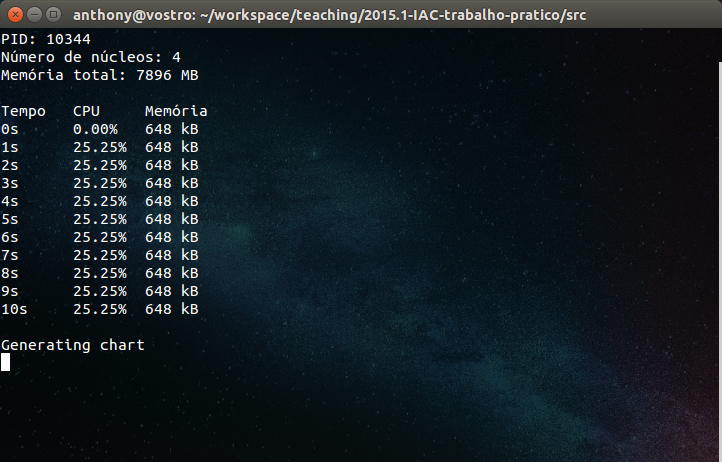 anthony@vostro: ~/workspace/teaching/2015.1-IAC-trabalho-pratico/src
PID: 10344
Número de núcleos: 4
Memória total: 7896 MB
Tempo CPU Memória
0s 0.00% 648 kB
1s 25.25% 648 kB
2s 25.25% 648 kB
3s 25.25% 648 kB
4s 25.25% 648 kB
5s 25.25% 648 kB
6s 25.25% 648 kB
7s 25.25% 648 kB
8s 25.25% 648 kB
9s 25.25% 648 kB
10s 25.25% 648 kB
Generating chart